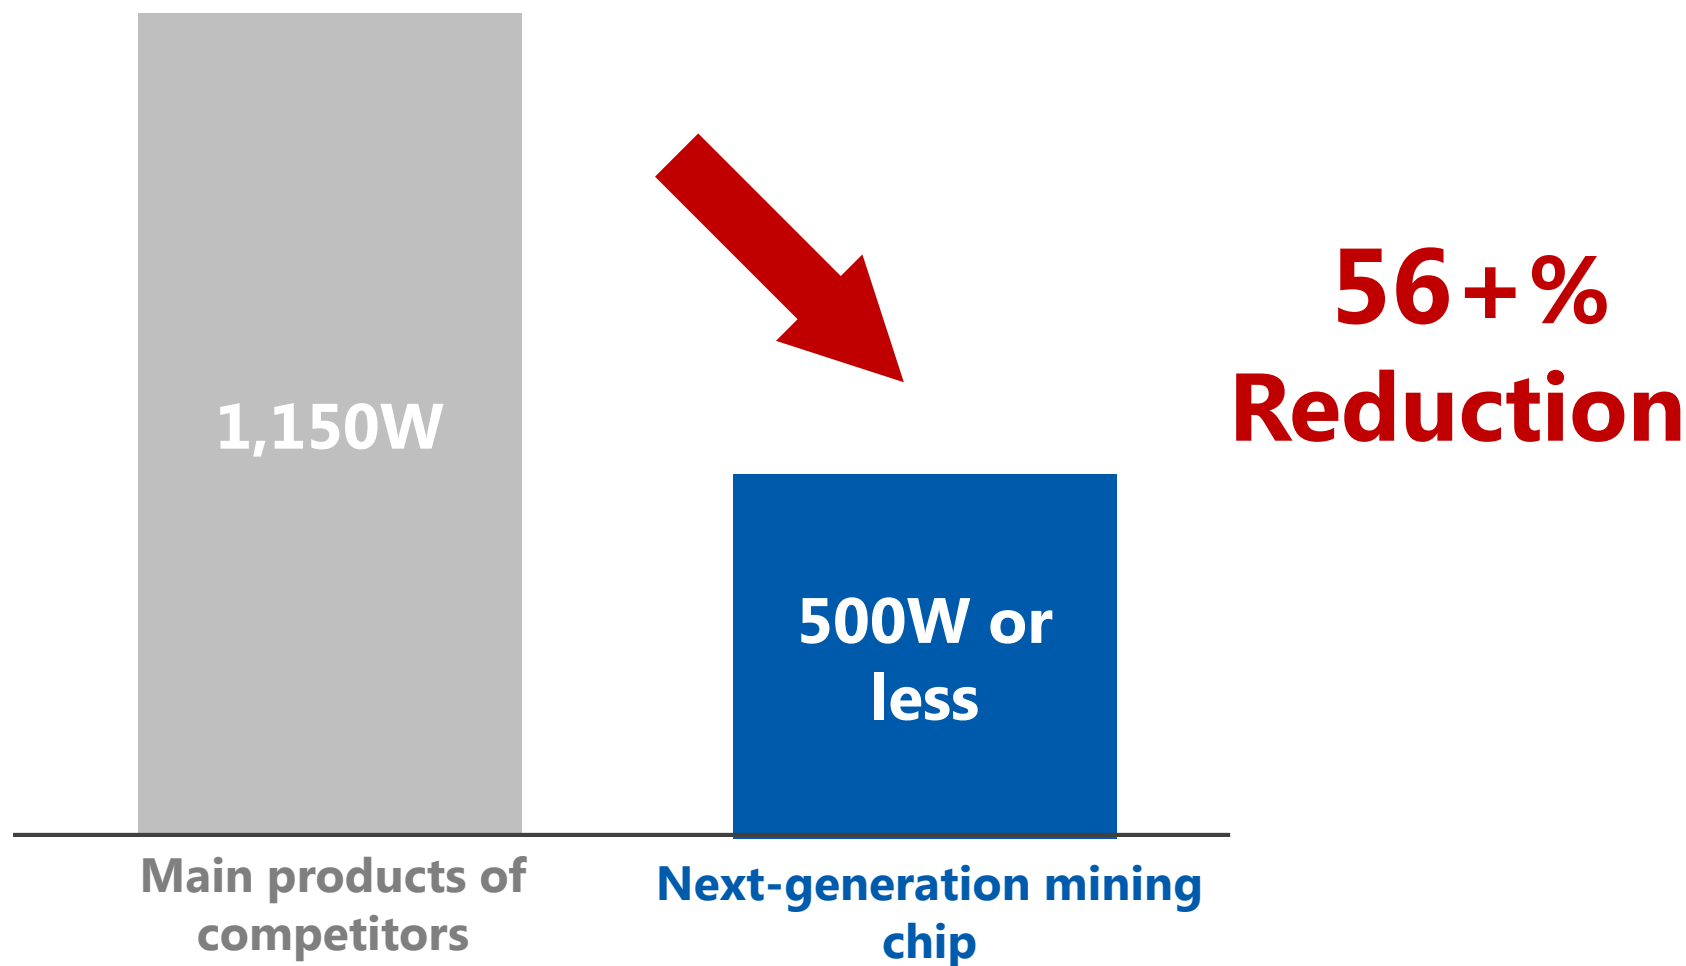 1,150W
56+%
Reduction
500W or
less
Main products of
competitors
Next-generation mining
chip